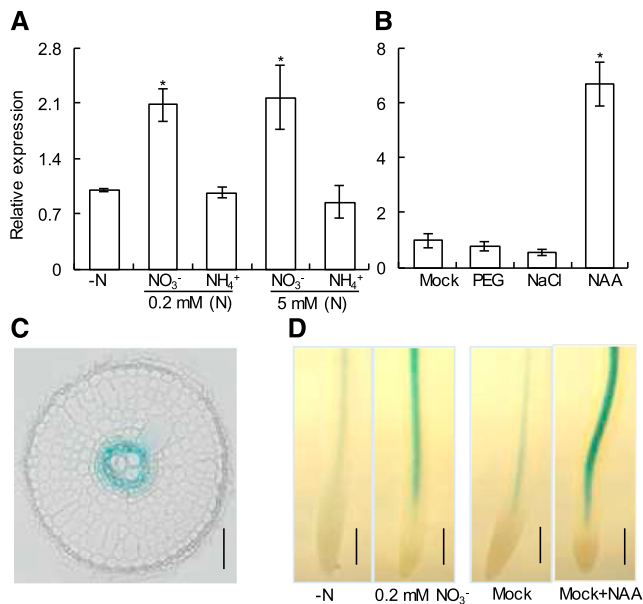 A
B
2.8
2.1
1.4
0.7
0
Relative expression
*
*
-N
NO₃⁻
NH₄⁺
NO₃⁻
NH₄⁺
0.2 mM (N)
5 mM (N)
8
6
4
2
0
*
Mock
PEG
NaCl
NAA
C
D
-N
0.2 mM NO₃⁻
Mock
Mock+NAA